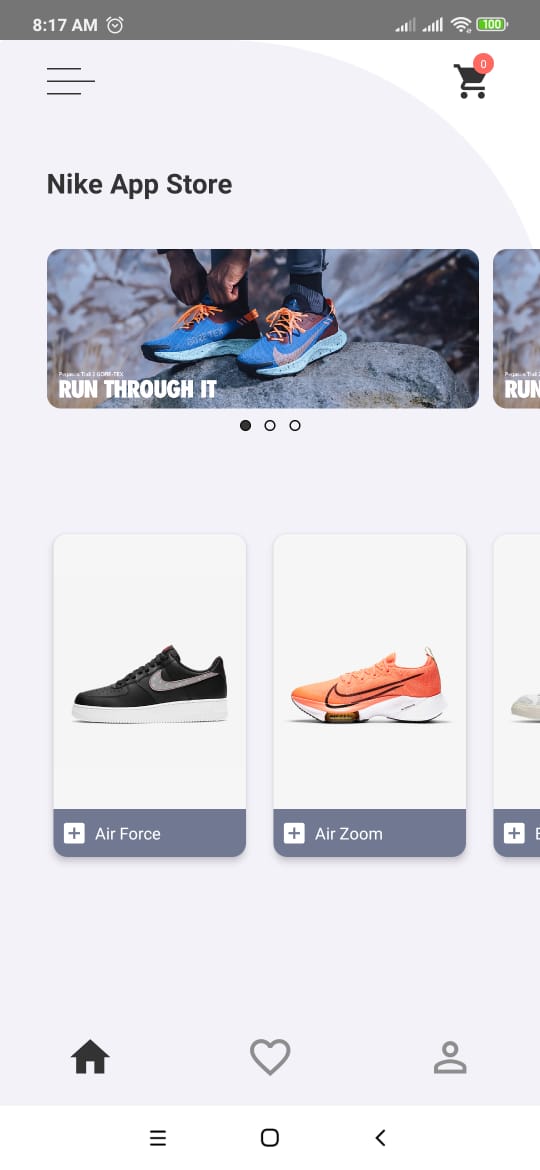 8:17 AM
100
0
Nike App Store
Pegasus Trail 2 GORE-TEX
RUN THROUGH IT
RUN
Air Force
Air Zoom